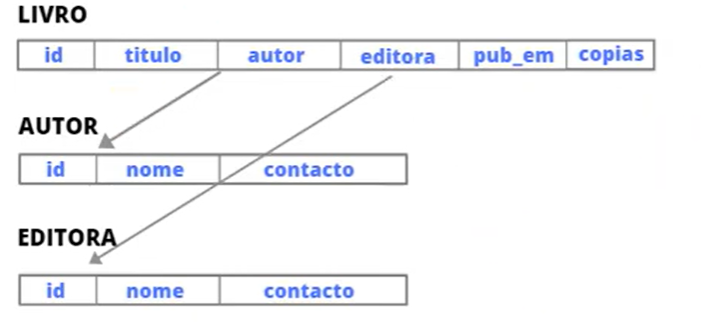 LIVRO
id titulo autor editora pub_em copias
AUTOR
id nome contacto
EDITORA
id nome contacto